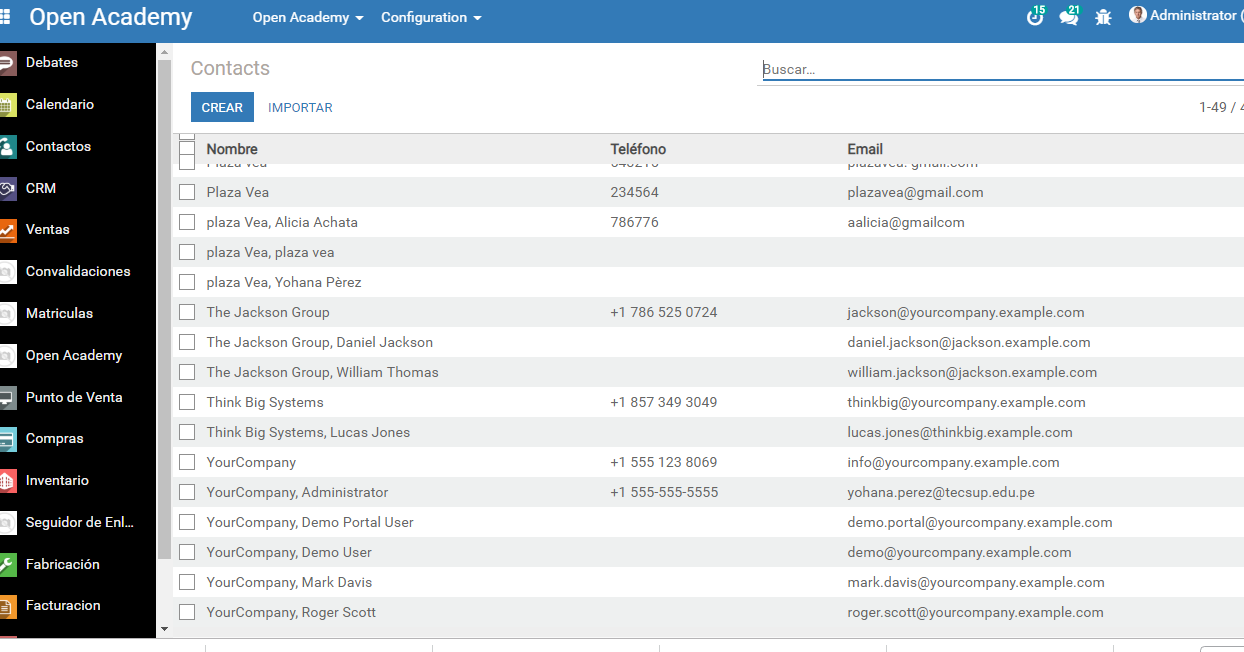 Open Academy Open Academy Configuration 15 21 Administrator (
Debates
Calendario
Contactos
CRM
Ventas
Convalidaciones
Matriculas
Open Academy
Punto de Venta
Compras
Inventario
Seguidor de Enl...
Fabricación
Facturacion
Contacts
Buscar...
CREAR IMPORTAR
1-49 /
Nombre Teléfono Email
Plaza Vea 234564 plazavea@gmail.com
plaza Vea, Alicia Achata 786776 aalicia@gmailcom
plaza Vea, plaza vea
plaza Vea, Yohana Pèrez
The Jackson Group +1 786 525 0724 jackson@yourcompany.example.com
The Jackson Group, Daniel Jackson daniel.jackson@jackson.example.com
The Jackson Group, William Thomas william.jackson@jackson.example.com
Think Big Systems +1 857 349 3049 thinkbig@yourcompany.example.com
Think Big Systems, Lucas Jones lucas.jones@thinkbig.example.com
YourCompany +1 555 123 8069 info@yourcompany.example.com
YourCompany, Administrator +1 555-555-5555 yohana.perez@tecsup.edu.pe
YourCompany, Demo Portal User demo.portal@yourcompany.example.com
YourCompany, Demo User demo@yourcompany.example.com
YourCompany, Mark Davis mark.davis@yourcompany.example.com
YourCompany, Roger Scott roger.scott@yourcompany.example.com